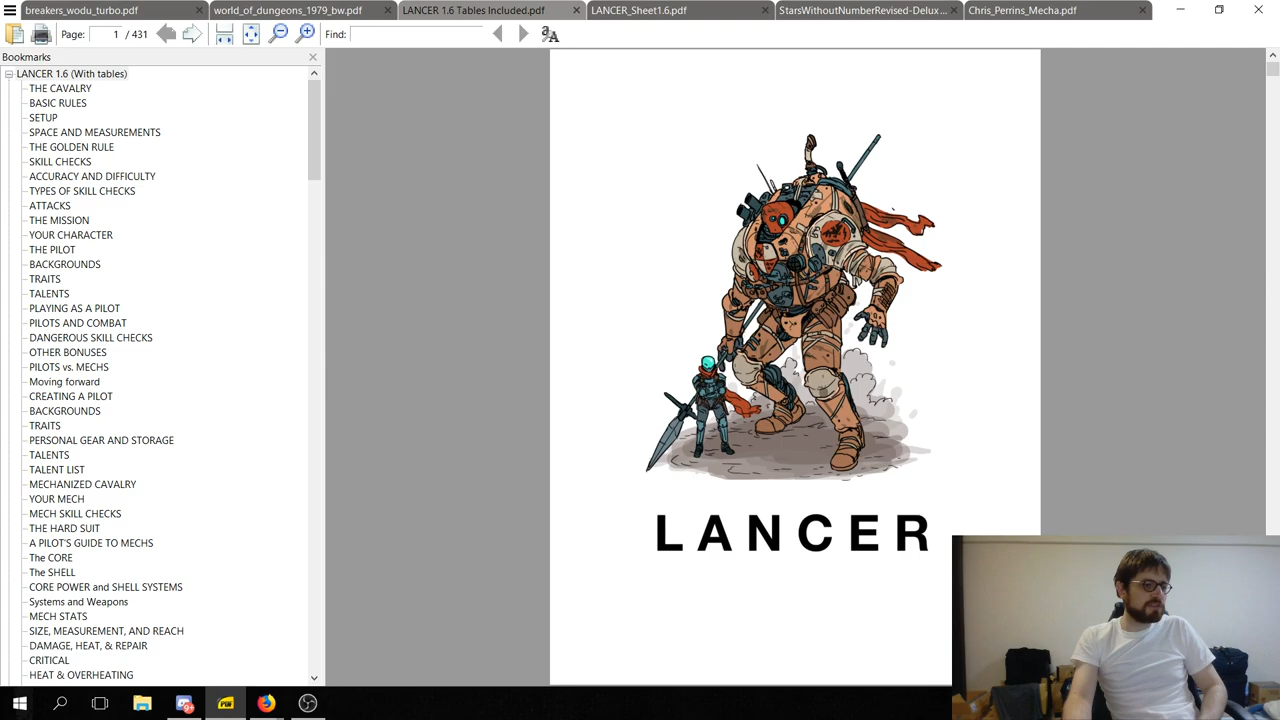 breakers_wodu_turbo.pdf
world_of_dungeons_1979_bw.pdf
LANCER 1.6 Tables Included.pdf
LANCER_Sheet1.6.pdf
StarsWithoutNumberRevised-Delux...
Chris_Perrins_Mecha.pdf
Page: 1 / 431
Find:
Bookmarks
LANCER 1.6 (With tables)
THE CAVALRY
BASIC RULES
SETUP
SPACE AND MEASUREMENTS
THE GOLDEN RULE
SKILL CHECKS
ACCURACY AND DIFFICULTY
TYPES OF SKILL CHECKS
ATTACKS
THE MISSION
YOUR CHARACTER
THE PILOT
BACKGROUNDS
TRAITS
TALENTS
PLAYING AS A PILOT
PILOTS AND COMBAT
DANGEROUS SKILL CHECKS
OTHER BONUSES
PILOTS vs. MECHS
Moving forward
CREATING A PILOT
BACKGROUNDS
TRAITS
PERSONAL GEAR AND STORAGE
TALENTS
TALENT LIST
MECHANIZED CAVALRY
YOUR MECH
MECH SKILL CHECKS
THE HARD SUIT
A PILOT'S GUIDE TO MECHS
The CORE
The SHELL
CORE POWER and SHELL SYSTEMS
Systems and Weapons
MECH STATS
SIZE, MEASUREMENT, AND REACH
DAMAGE, HEAT, & REPAIR
CRITICAL
HEAT & OVERHEATING
LANCER